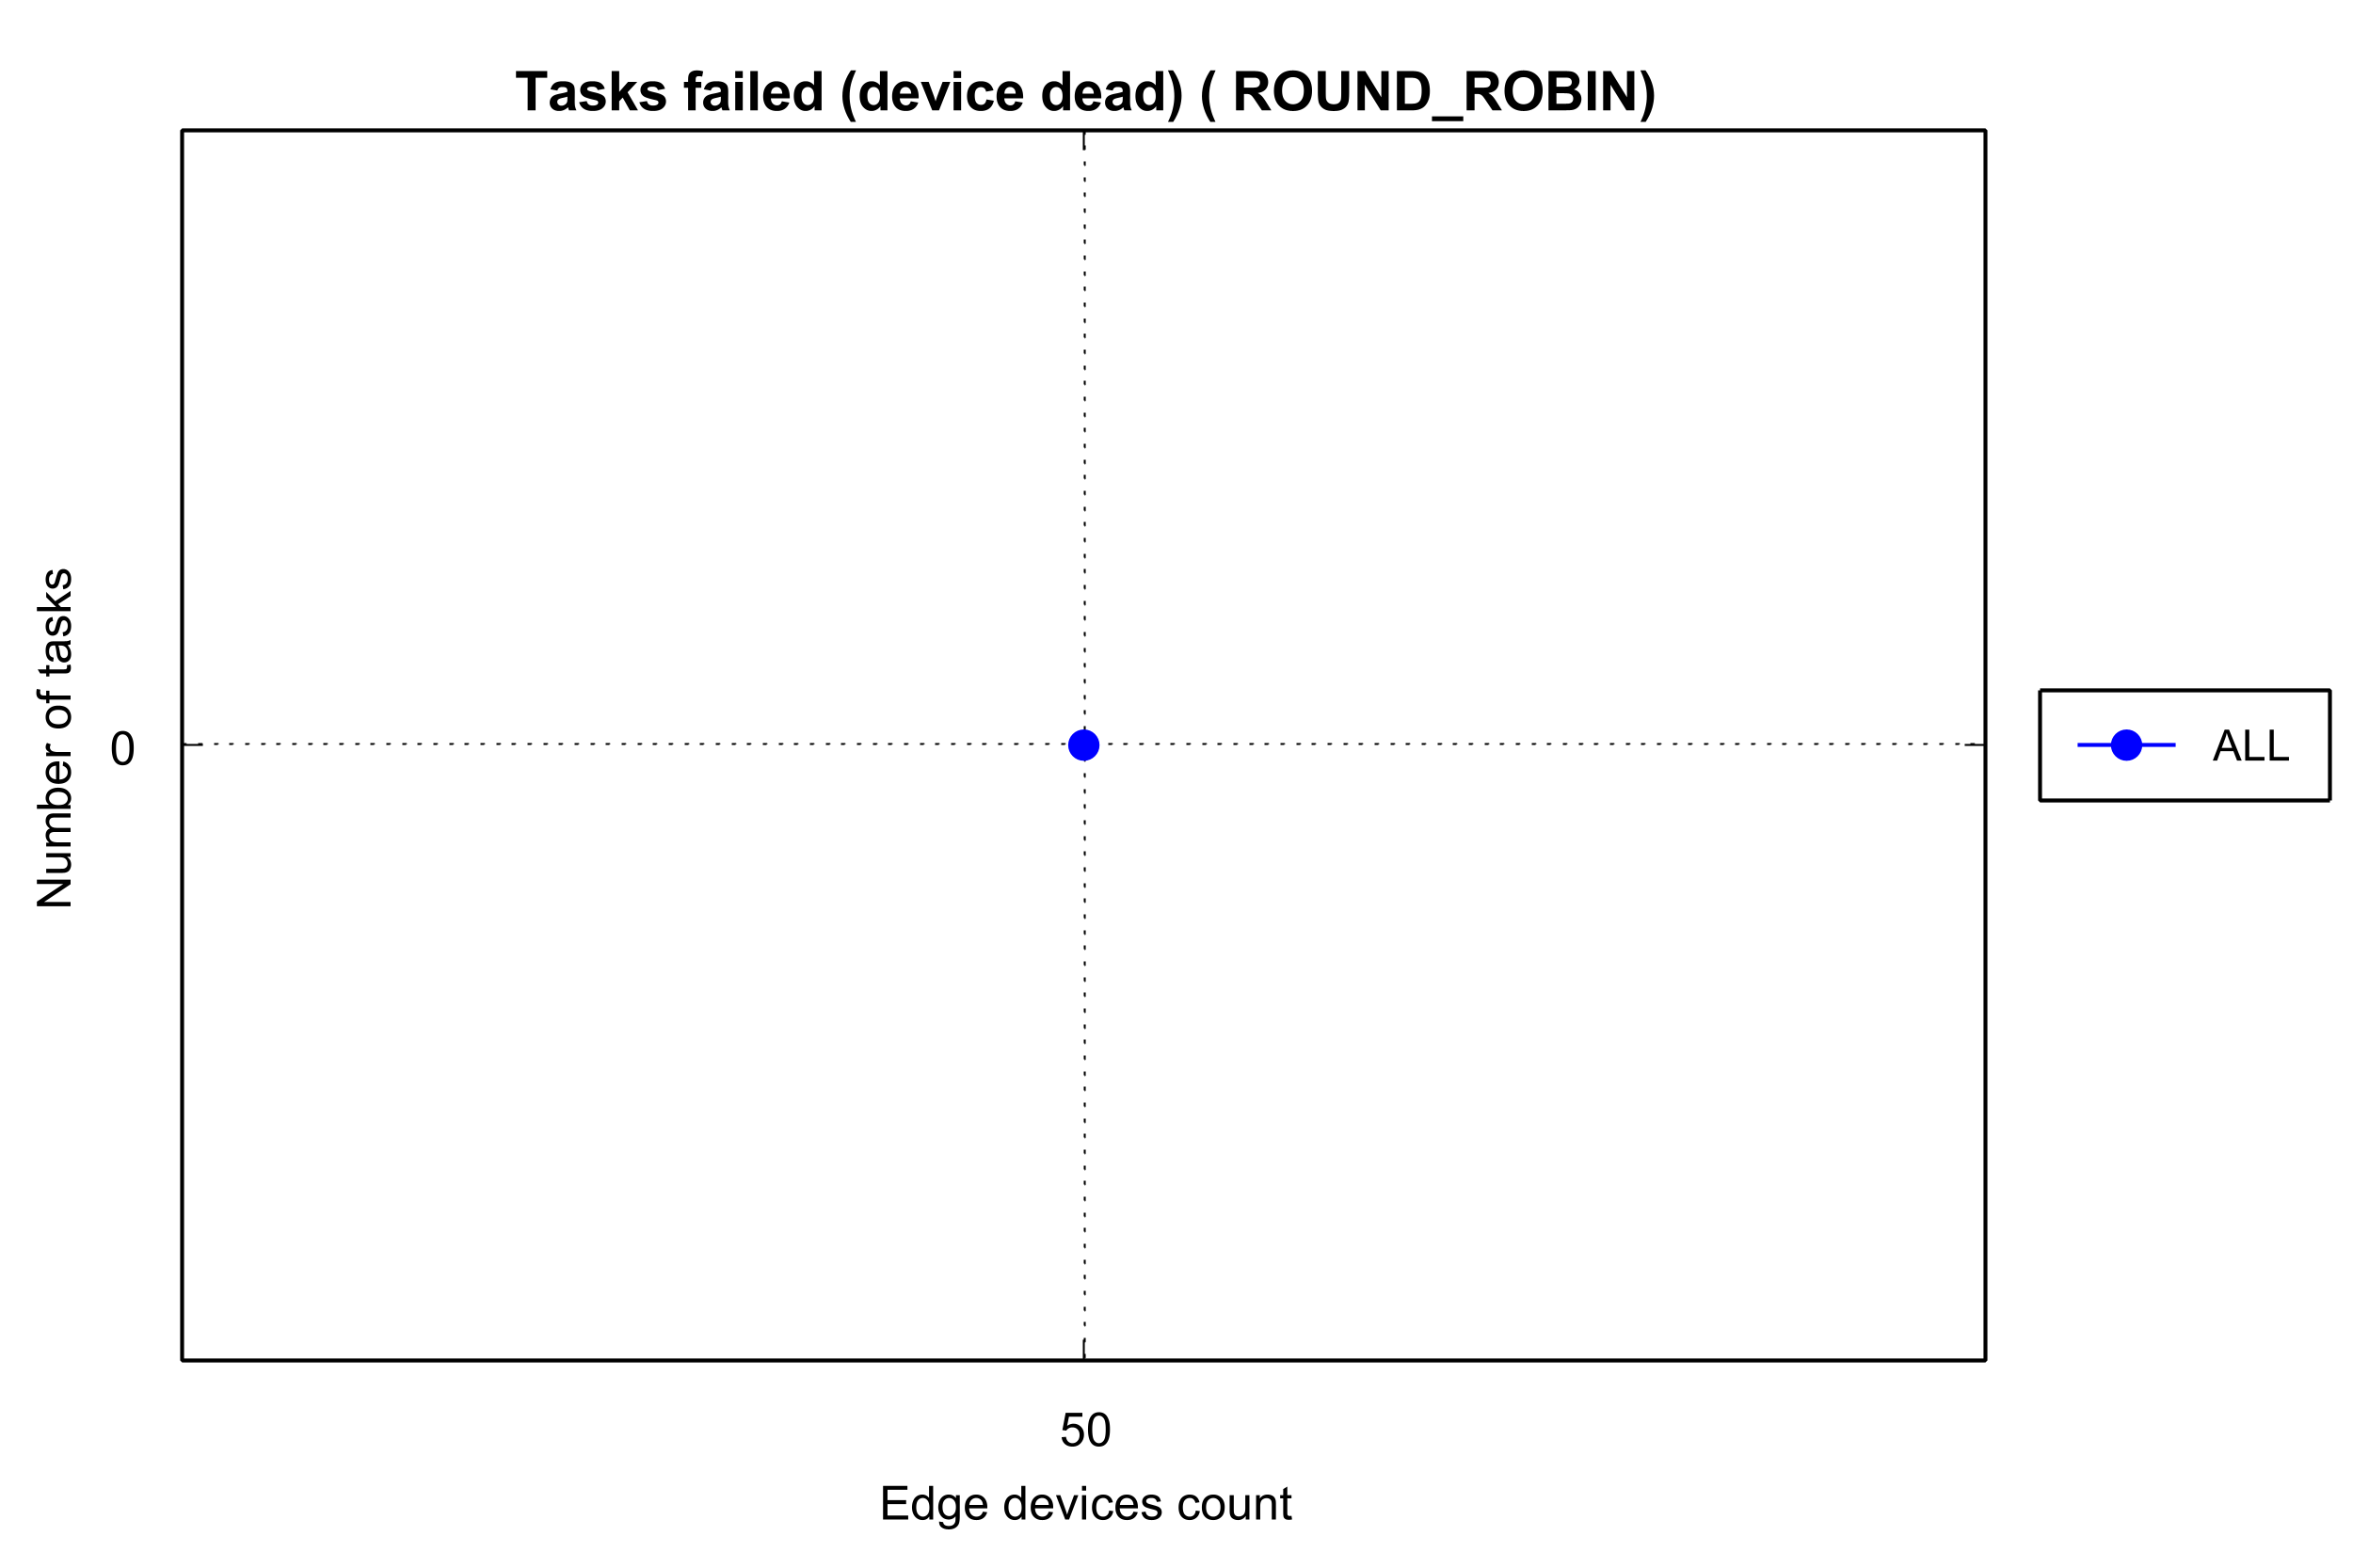 Tasks failed (device dead) ( ROUND_ROBIN)
Number of tasks
0
ALL
50
Edge devices count